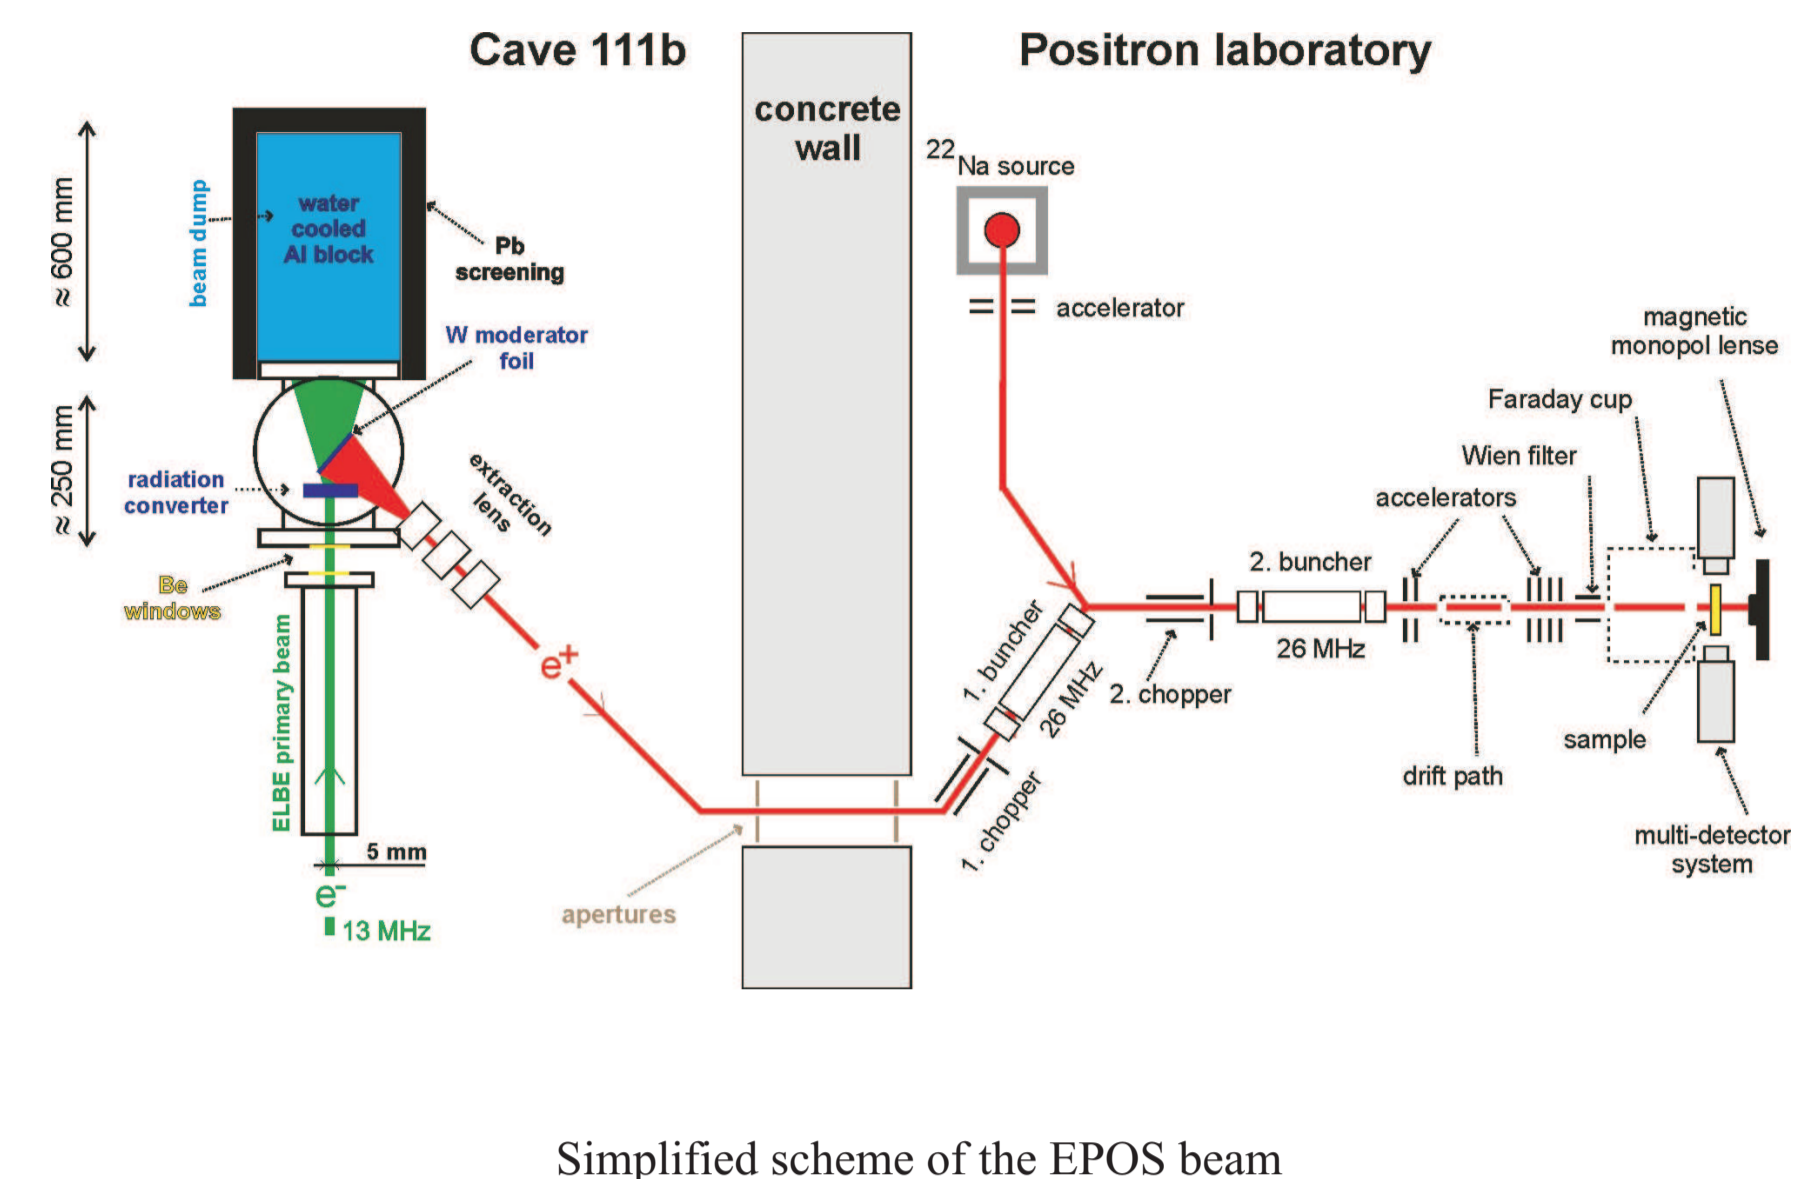 Cave 111b
Positron laboratory
concrete
wall
≈ 600 mm
beam dump
water
cooled
Al block
Pb
screening
W moderator
foil
≈ 250 mm
radiation
converter
extraction
lens
Be
windows
ELBE primary beam
e+
5 mm
e-
13 MHz
apertures
22Na source
accelerator
1. chopper
1. buncher
26 MHz
2. chopper
2. buncher
26 MHz
accelerators
drift path
Wien filter
Faraday cup
magnetic
monopol lense
sample
multi-detector
system
Simplified scheme of the EPOS beam